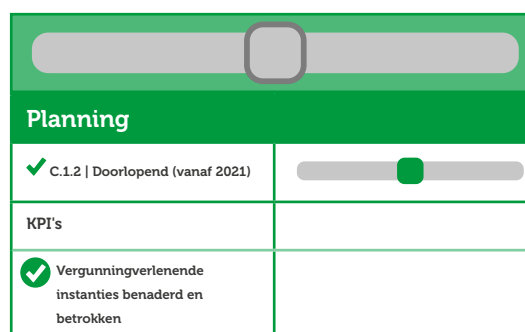 Planning
C.1.2 | Doorlopend (vanaf 2021)
KPI's
Vergunningverlenende
instanties benaderd en
betrokken